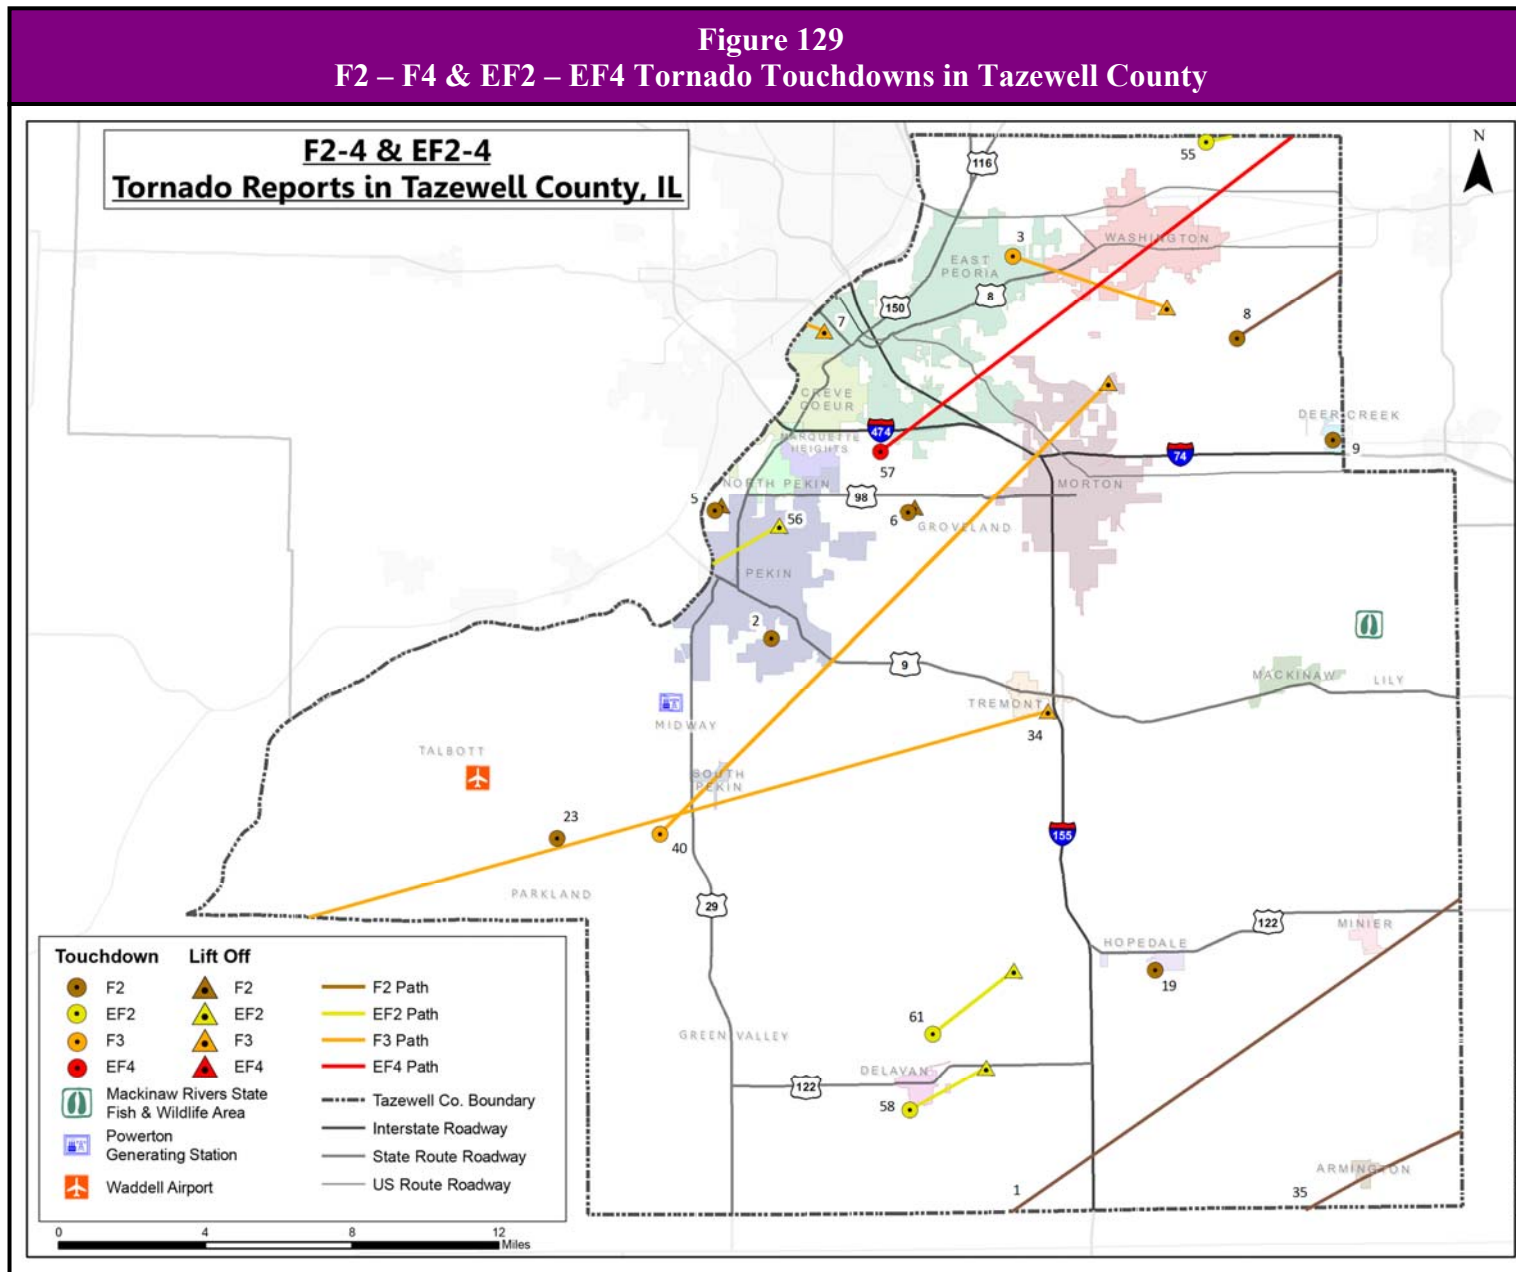 Figure 129
F2 – F4 & EF2 – EF4 Tornado Touchdowns in Tazewell County
F2-4 & EF2-4
Tornado Reports in Tazewell County, IL
N
116
55
3
WASHINGTON
EAST
PEORIA
8
150
7
8
CREVE
COEUR
DEER CREEK
474
MARQUETTE
HEIGHTS
9
74
57
NORTH PEKIN
MORTON
98
5
56
6
GROVELAND
PEKIN
2
9
MACKINAW
LILY
TREMONT
MIDWAY
34
TALBOTT
SOUTH
PEKIN
23
155
40
PARKLAND
29
122
MINIER
HOPEDALE
19
61
GREEN VALLEY
DELAVAN
122
58
ARMINGTON
1
35
Touchdown Lift Off
F2 F2 F2 Path
EF2 EF2 EF2 Path
F3 F3 F3 Path
EF4 EF4 EF4 Path
Mackinaw Rivers State
Fish & Wildlife Area
Tazewell Co. Boundary
Interstate Roadway
Powerton
Generating Station
State Route Roadway
Waddell Airport
US Route Roadway
0 4 8 12
Miles